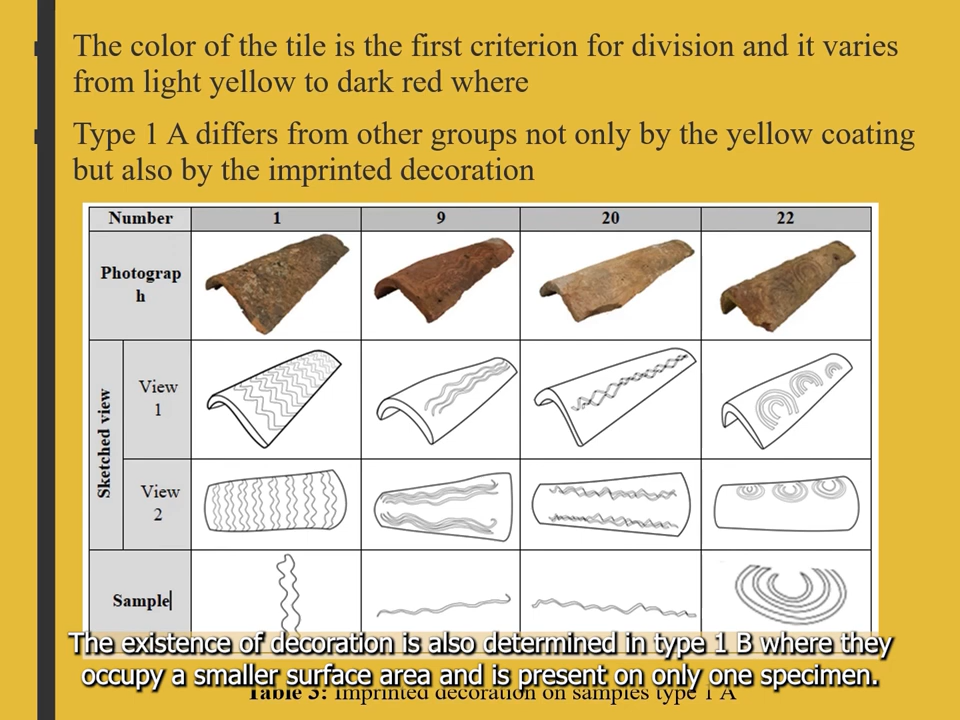 The color of the tile is the first criterion for division and it varies
from light yellow to dark red where
Type 1 A differs from other groups not only by the yellow coating
but also by the imprinted decoration
Number 1 9 20 22
Photograp
h
Sketched view
View
1
View
2
Sample
The existence of decoration is also determined in type 1 B where they
occupy a smaller surface area and is present on only one specimen.
Table 3: Imprinted decoration on samples type 1 A